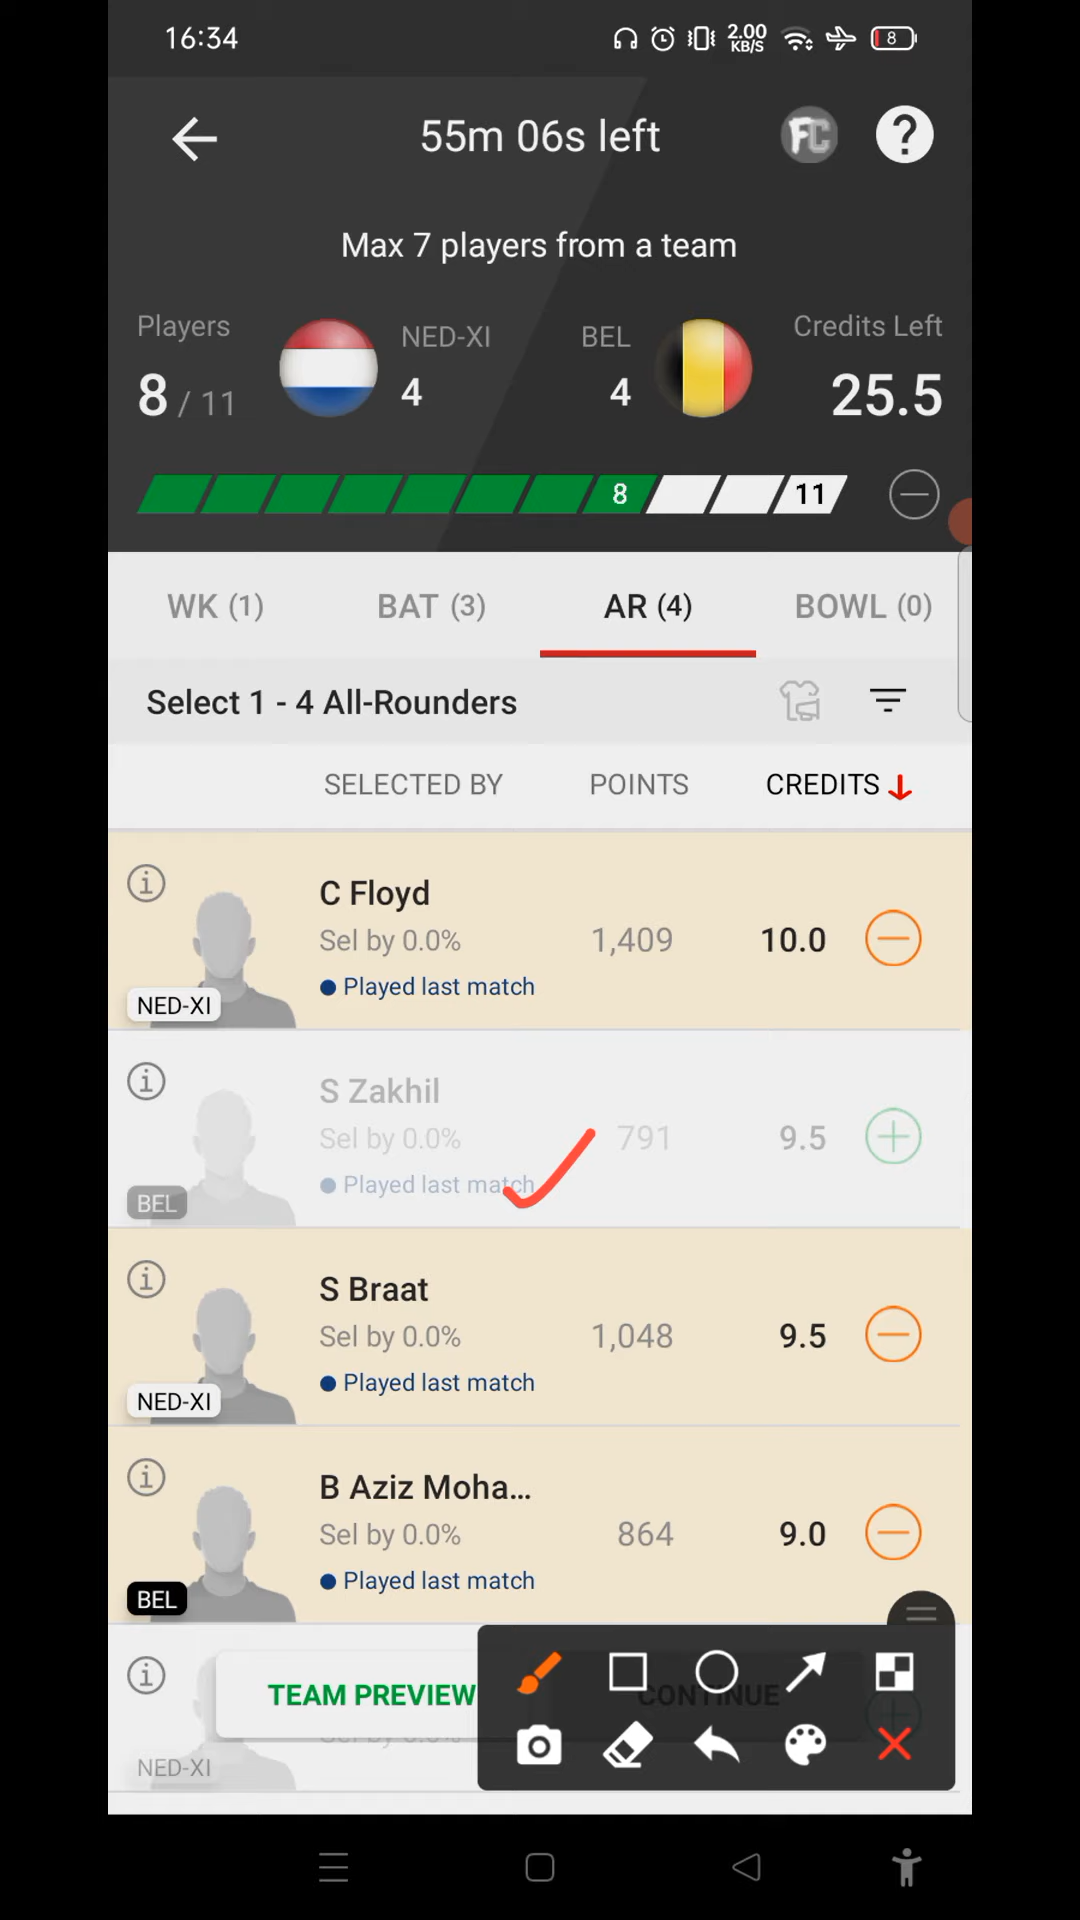 16:34
2.00
KB/S
8
55m 06s left
FC
?
Max 7 players from a team
Players
NED-XI
BEL
Credits Left
8 / 11
4
4
25.5
8
11
WK (1)
BAT (3)
AR (4)
BOWL (0)
Select 1 - 4 All-Rounders
SELECTED BY
POINTS
CREDITS
C Floyd
Sel by 0.0%
1,409
10.0
Played last match
NED-XI
S Zakhil
Sel by 0.0%
791
9.5
Played last match
BEL
S Braat
Sel by 0.0%
1,048
9.5
Played last match
NED-XI
B Aziz Moha...
Sel by 0.0%
864
9.0
Played last match
BEL
TEAM PREVIEW
CONTINUE
NED-XI